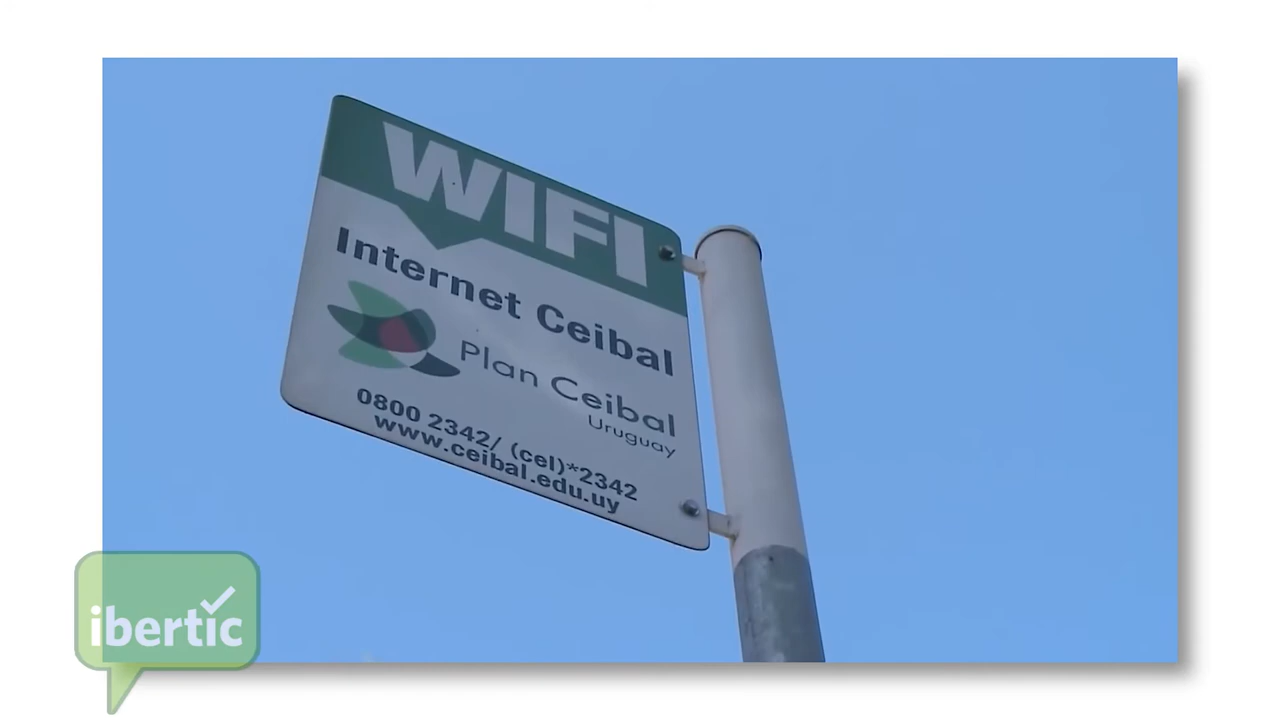 WIFI
Internet Ceibal
Plan Ceibal
Uruguay
0800 2342/ (cel)*2342
www.ceibal.edu.uy
ibertic